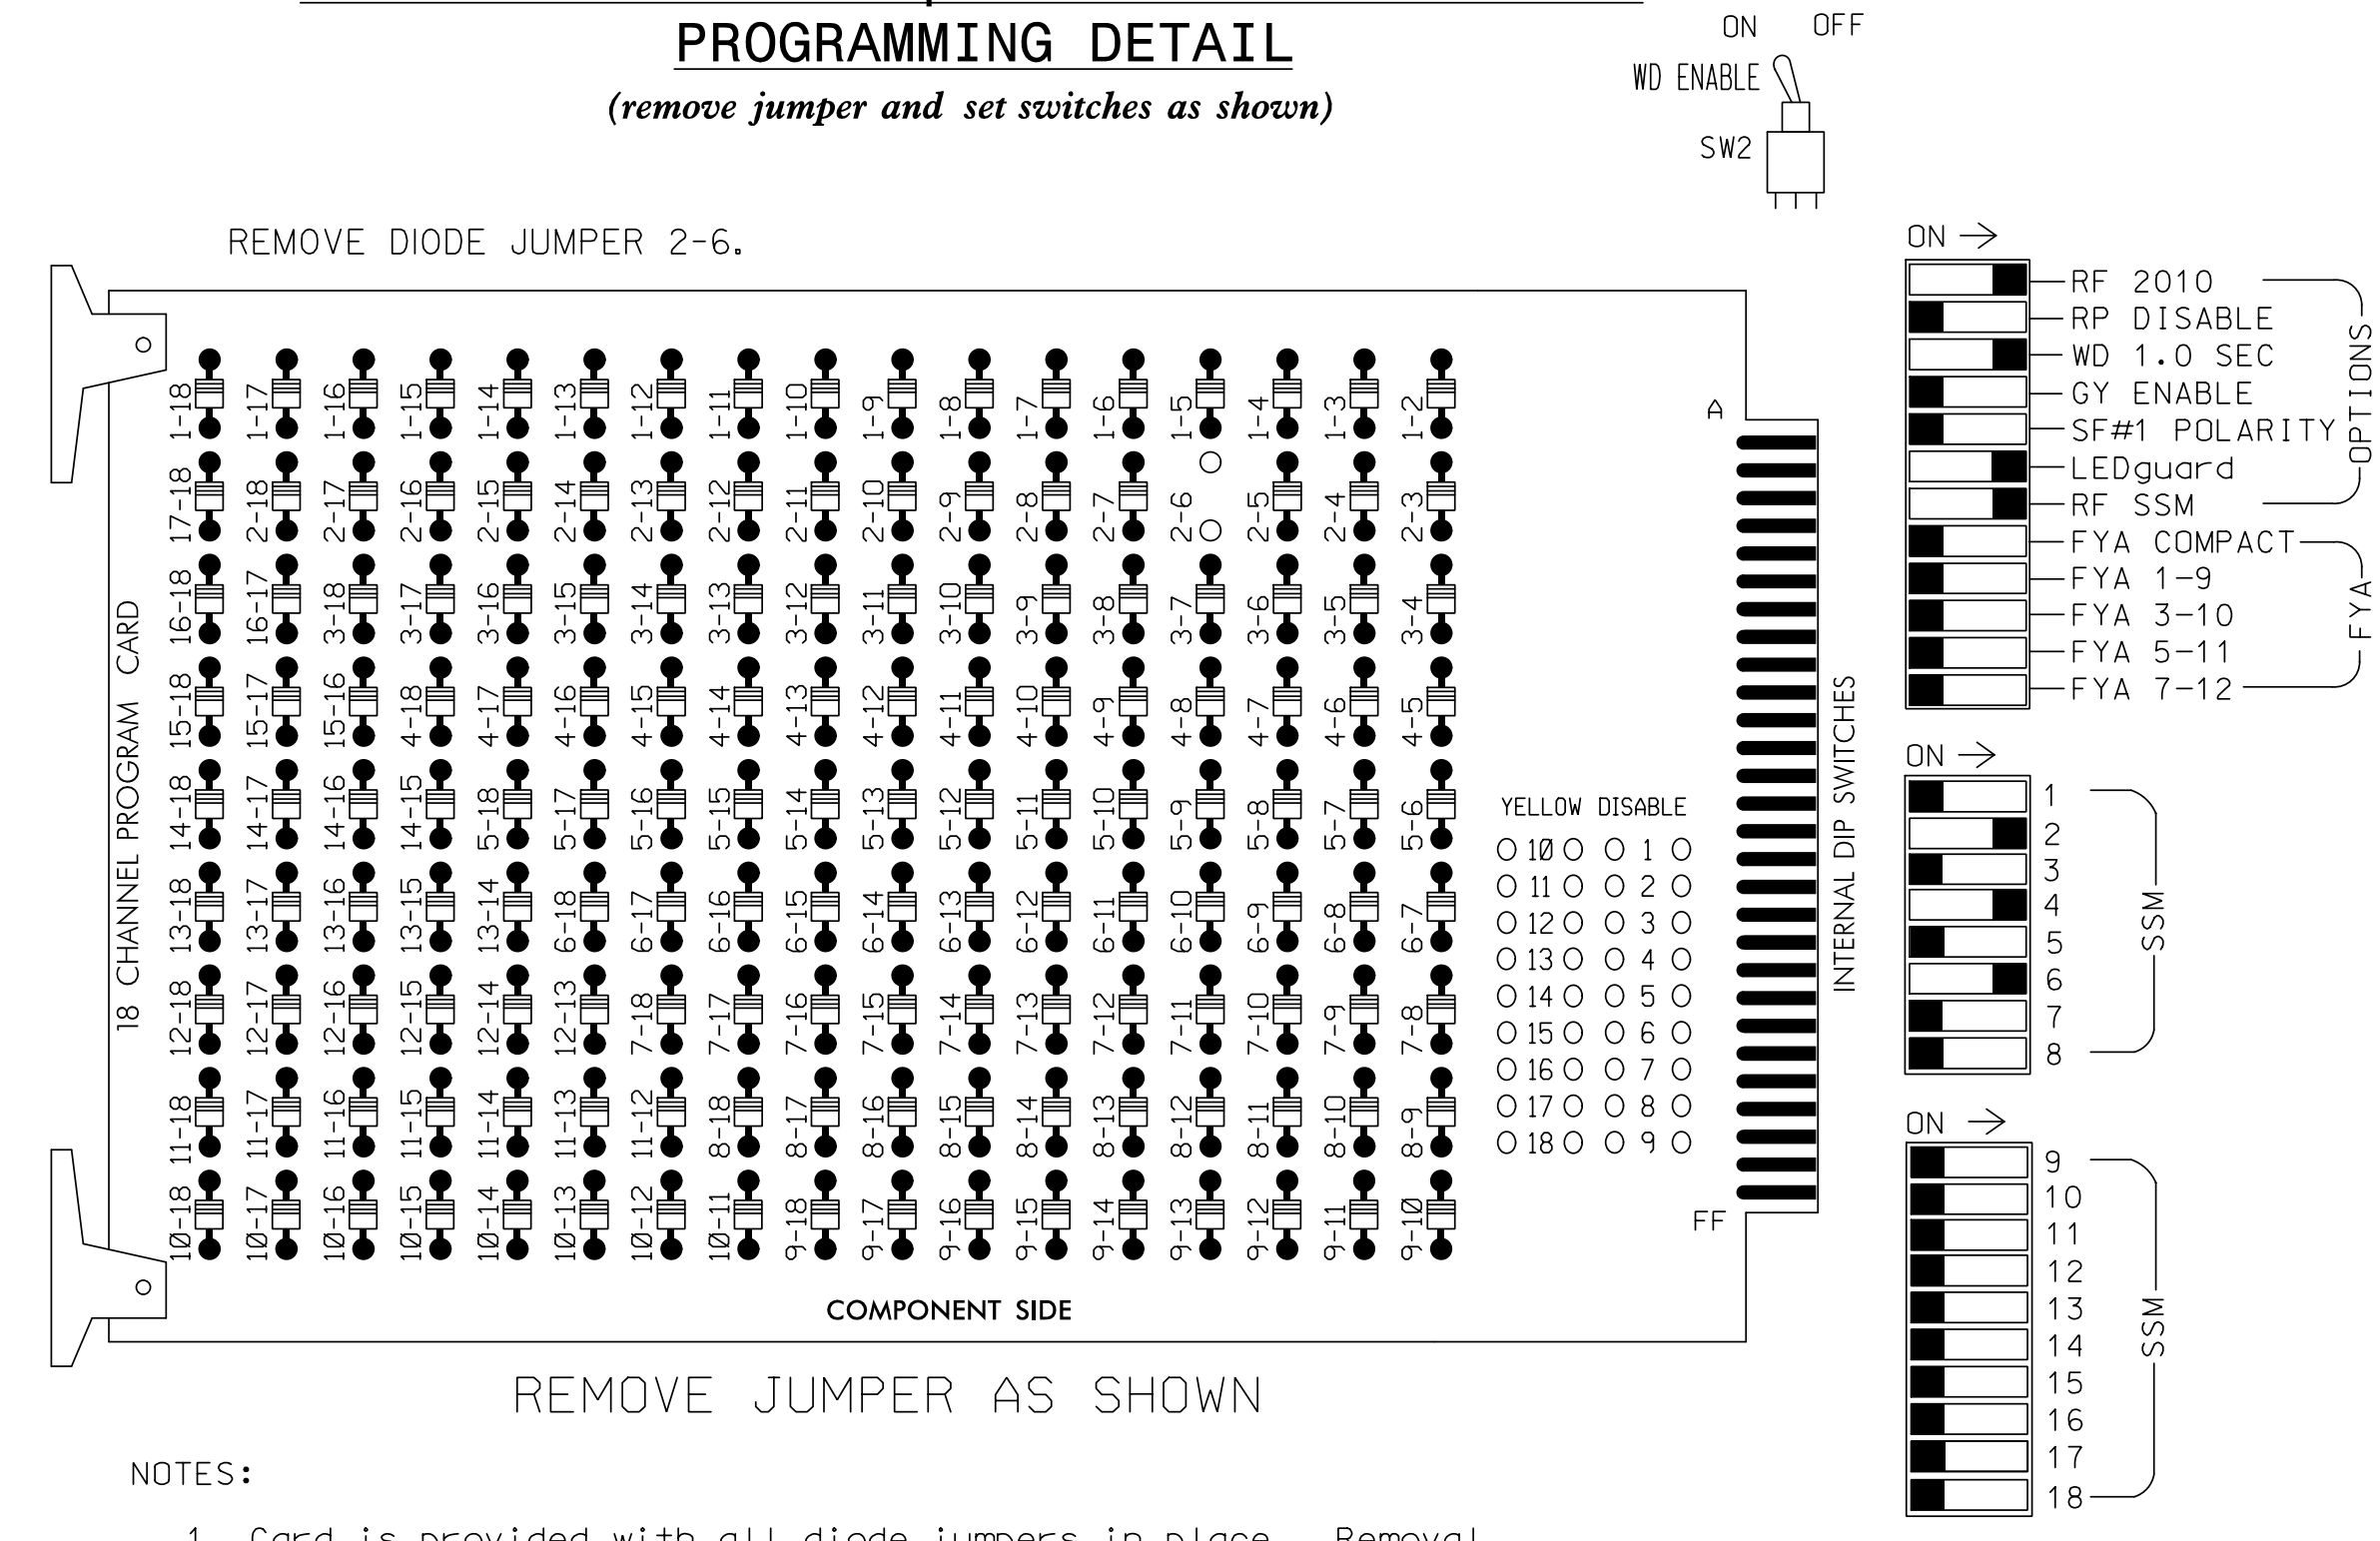 PROGRAMMING DETAIL
(remove jumper and set switches as shown)
ON OFF
WD ENABLE
SW2
REMOVE DIODE JUMPER 2-6.
18 CHANNEL PROGRAM CARD
1-18 1-17 1-16 1-15 1-14 1-13 1-12 1-11 1-10 1-9 1-8 1-7 1-6 1-5 1-4 1-3 1-2
17-18 2-18 2-17 2-16 2-15 2-14 2-13 2-12 2-11 2-10 2-9 2-8 2-7 2-6 2-5 2-4 2-3
16-18 16-17 3-18 3-17 3-16 3-15 3-14 3-13 3-12 3-11 3-10 3-9 3-8 3-7 3-6 3-5 3-4
15-18 15-17 15-16 4-18 4-17 4-16 4-15 4-14 4-13 4-12 4-11 4-10 4-9 4-8 4-7 4-6 4-5
14-18 14-17 14-16 14-15 5-18 5-17 5-16 5-15 5-14 5-13 5-12 5-11 5-10 5-9 5-8 5-7 5-6
13-18 13-17 13-16 13-15 13-14 6-18 6-17 6-16 6-15 6-14 6-13 6-12 6-11 6-10 6-9 6-8 6-7
12-18 12-17 12-16 12-15 12-14 12-13 7-18 7-17 7-16 7-15 7-14 7-13 7-12 7-11 7-10 7-9 7-8
11-18 11-17 11-16 11-15 11-14 11-13 11-12 8-18 8-17 8-16 8-15 8-14 8-13 8-12 8-11 8-10 8-9
10-18 10-17 10-16 10-15 10-14 10-13 10-12 10-11 9-18 9-17 9-16 9-15 9-14 9-13 9-12 9-11 9-10
A
YELLOW DISABLE
10 1
11 2
12 3
13 4
14 5
15 6
16 7
17 8
18 9
FF
COMPONENT SIDE
REMOVE JUMPER AS SHOWN
INTERNAL DIP SWITCHES
ON
RF 2010
RP DISABLE
WD 1.0 SEC
GY ENABLE
SF#1 POLARITY
LEDguard
RF SSM
OPTIONS
FYA COMPACT
FYA 1-9
FYA 3-10
FYA 5-11
FYA 7-12
FYA
ON
1
2
3
4
5
6
7
8
SSM
ON
9
10
11
12
13
14
15
16
17
18
SSM
NOTES:
1. Card is provided with all diode jumpers in place. Removal